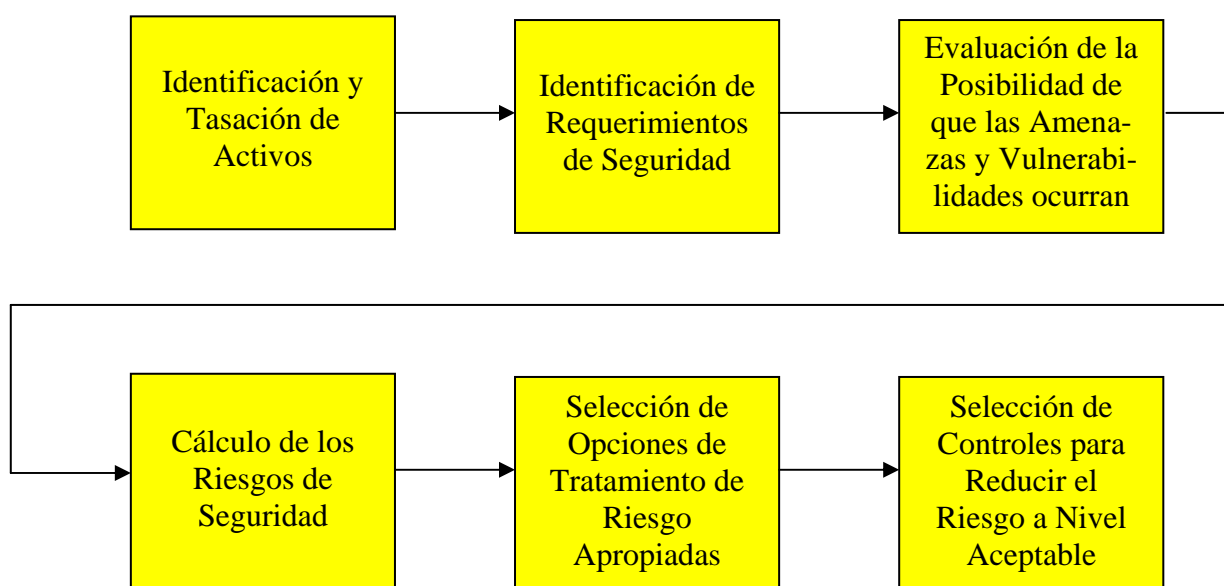 Identificación y
Tasación de
Activos
Identificación de
Requerimientos
de Seguridad
Evaluación de la
Posibilidad de
que las Amena-
zas y Vulnerabi-
lidades ocurran
Cálculo de los
Riesgos de
Seguridad
Selección de
Opciones de
Tratamiento de
Riesgo
Apropiadas
Selección de
Controles para
Reducir el
Riesgo a Nivel
Aceptable